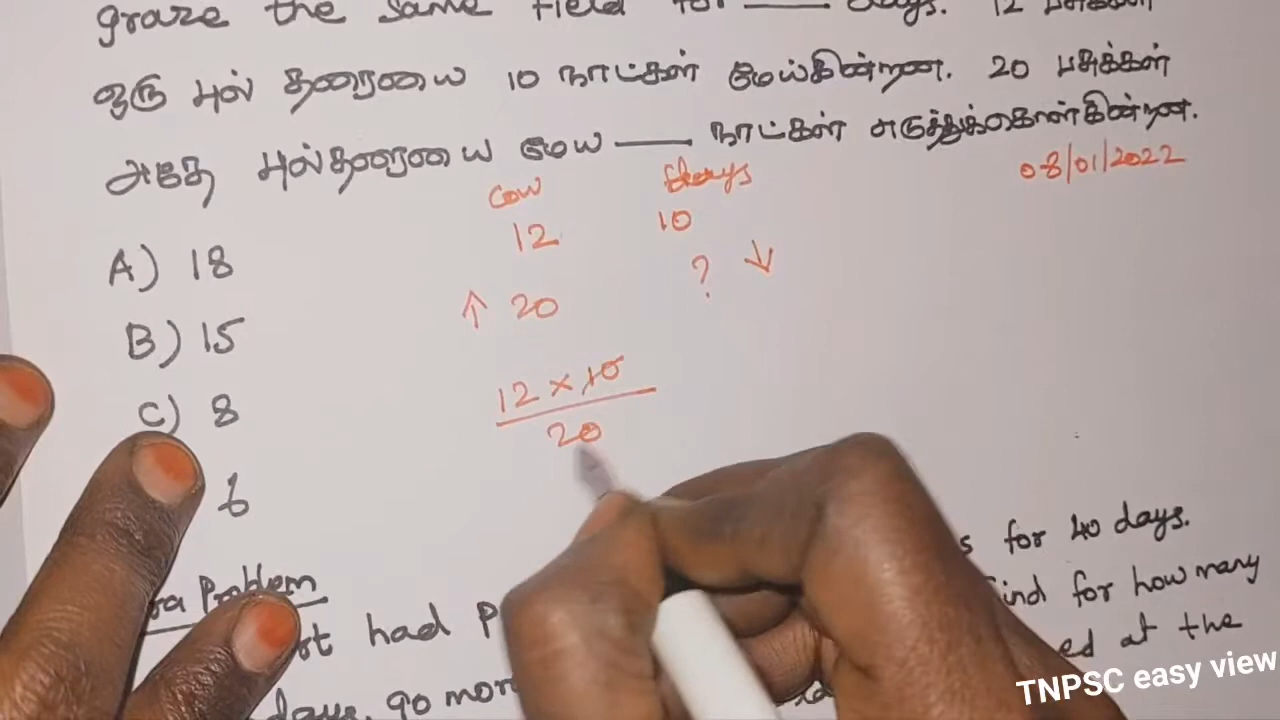 graze the same field for ___ days. 12 பசுக்கள்
ஒரு புல் தரையை 10 நாட்கள் மேய்கின்றன. 20 பசுக்கள்
அதே புல்தரையை மேய ___ நாட்கள் எடுத்துக்கொள்கின்றன.
08/01/2022
Cow days
12 10
↑ 20 ? ↓
A) 18
B) 15
C) 8
6
12 × 10
20
Problem
for 40 days.
had
find for how many
days, 90 more
at the
TNPSC easy view